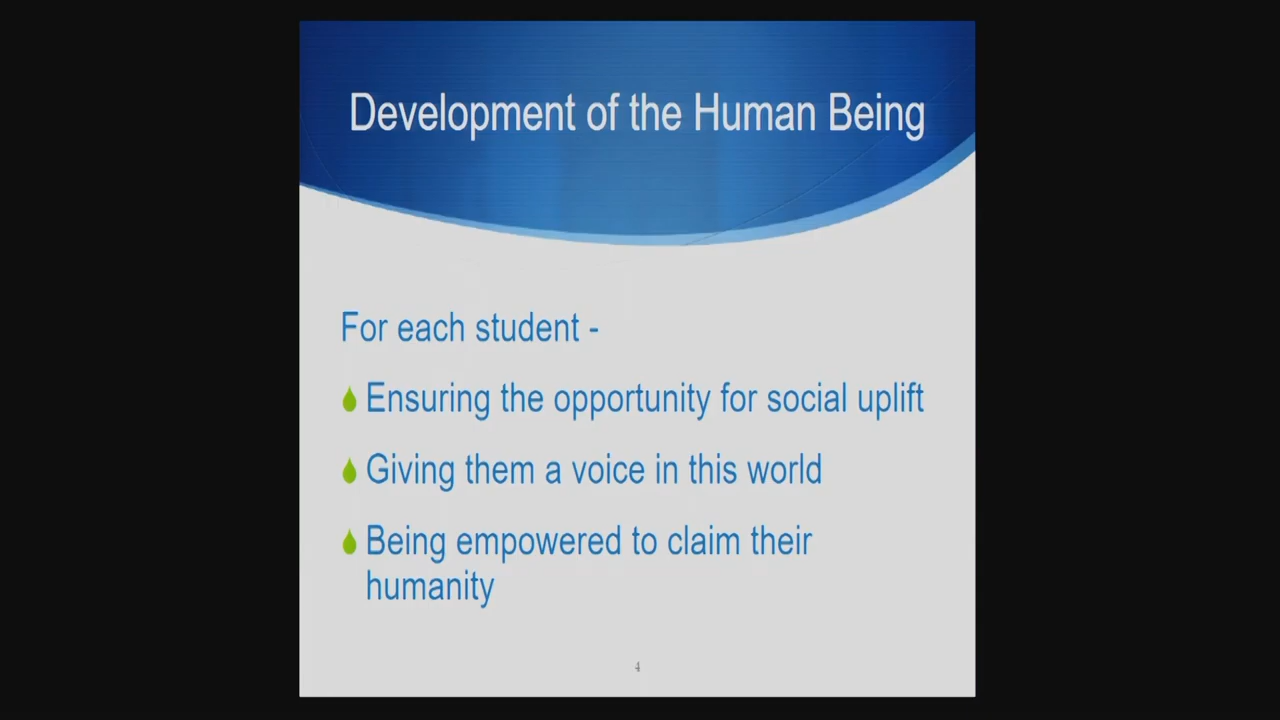 Development of the Human Being
For each student -
Ensuring the opportunity for social uplift
Giving them a voice in this world
Being empowered to claim their
humanity
4